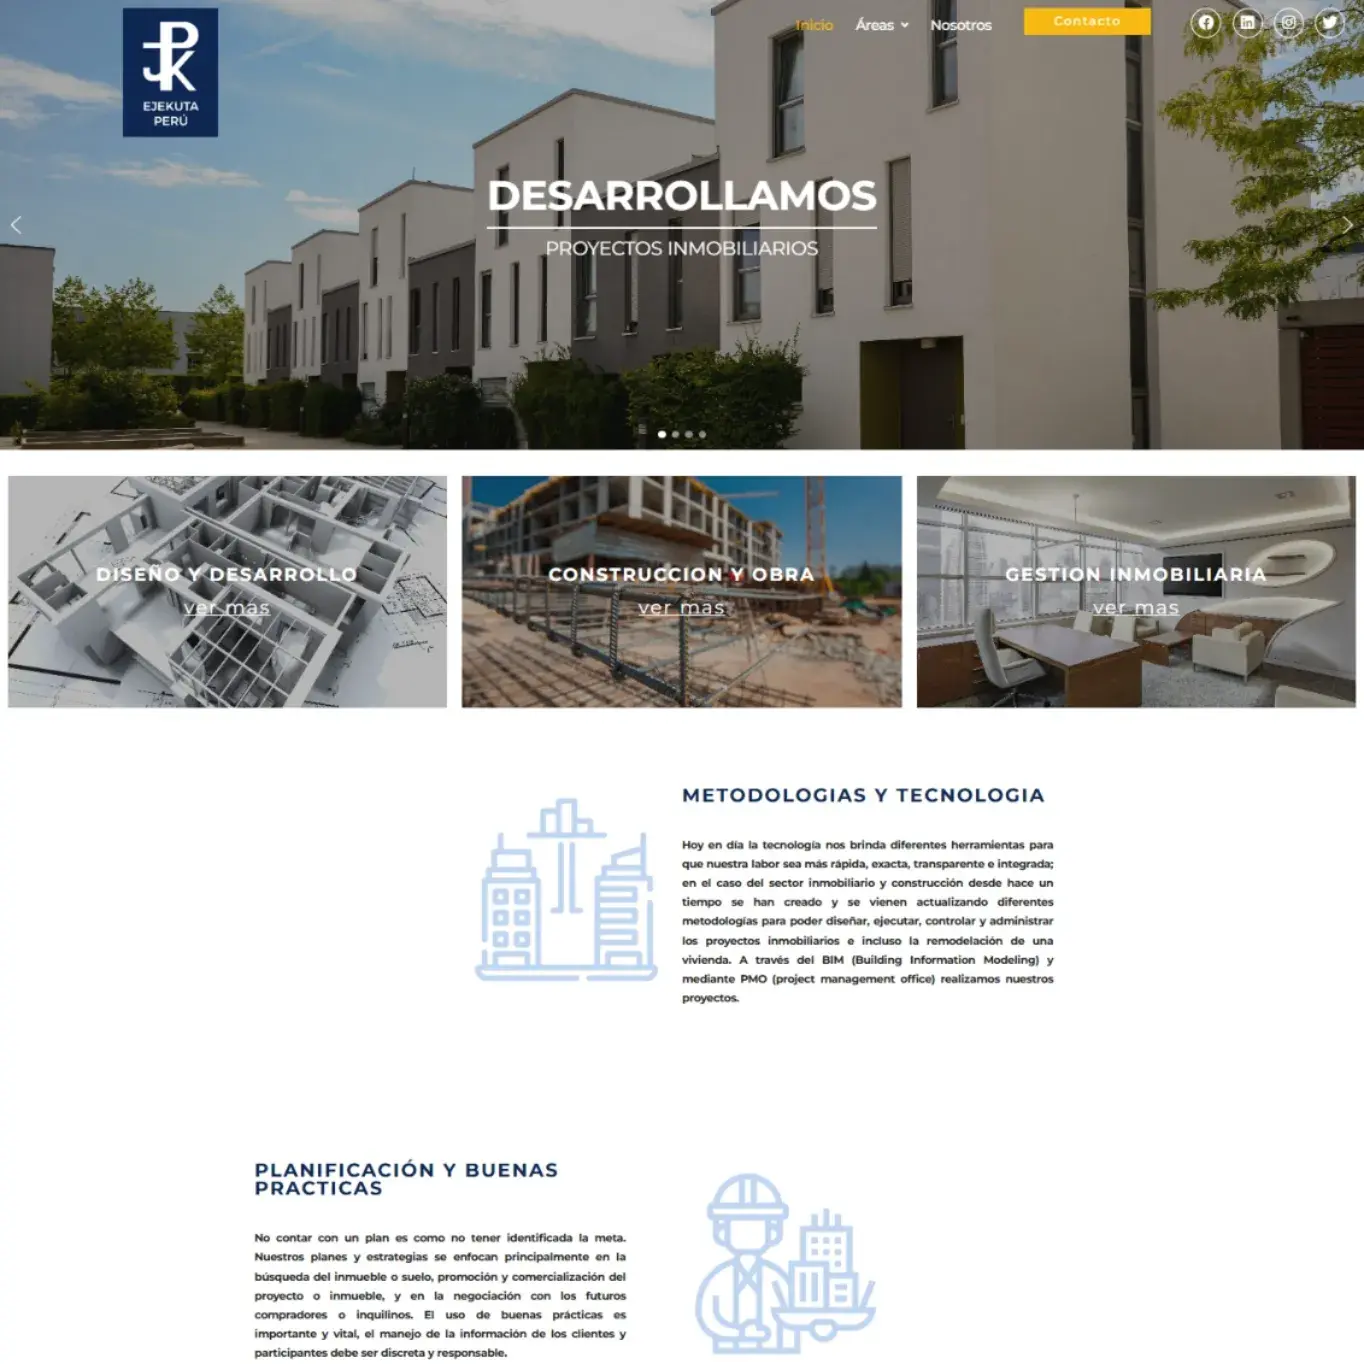 EJEKUTA
PERÚ
Inicio
Áreas
Nosotros
Contacto
DESARROLLAMOS
PROYECTOS INMOBILIARIOS
DISEÑO Y DESARROLLO
ver más
CONSTRUCCION Y OBRA
ver mas
GESTION INMOBILIARIA
ver mas
METODOLOGIAS Y TECNOLOGIA
Hoy en día la tecnología nos brinda diferentes herramientas para
que nuestra labor sea más rápida, exacta, transparente e integrada;
en el caso del sector inmobiliario y construcción desde hace un
tiempo se han creado y se vienen actualizando diferentes
metodologías para poder diseñar, ejecutar, controlar y administrar
los proyectos inmobiliarios e incluso la remodelación de una
vivienda. A través del BIM (Building Information Modeling) y
mediante PMO (project management office) realizamos nuestros
proyectos.
PLANIFICACIÓN Y BUENAS
PRACTICAS
No contar con un plan es como no tener identificada la meta.
Nuestros planes y estrategias se enfocan principalmente en la
búsqueda del inmueble o suelo, promoción y comercialización del
proyecto o inmueble, y en la negociación con los futuros
compradores o inquilinos. El uso de buenas prácticas es
importante y vital, el manejo de la información de los clientes y
participantes debe ser discreta y responsable.